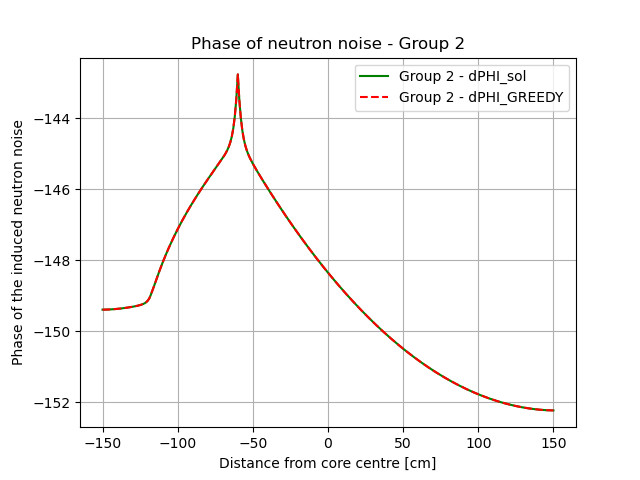 Phase of neutron noise - Group 2
Group 2 - dPHI_sol
Group 2 - dPHI_GREEDY
Phase of the induced neutron noise
−144
−146
−148
−150
−152
−150
−100
−50
0
50
100
150
Distance from core centre [cm]